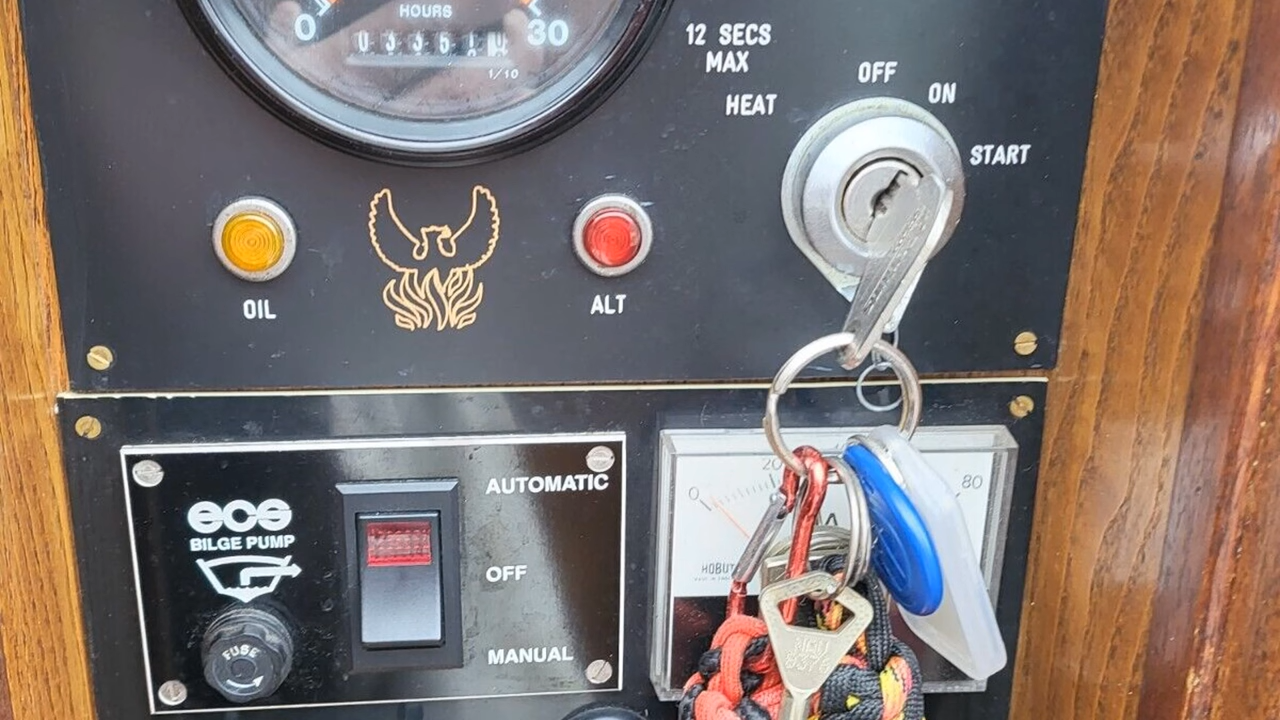 HOURS
0
30
1/10
12 SECS
MAX
HEAT
OFF
ON
START
OIL
ALT
ecs
BILGE PUMP
AUTOMATIC
OFF
MANUAL
FUSE
0
20
80
A